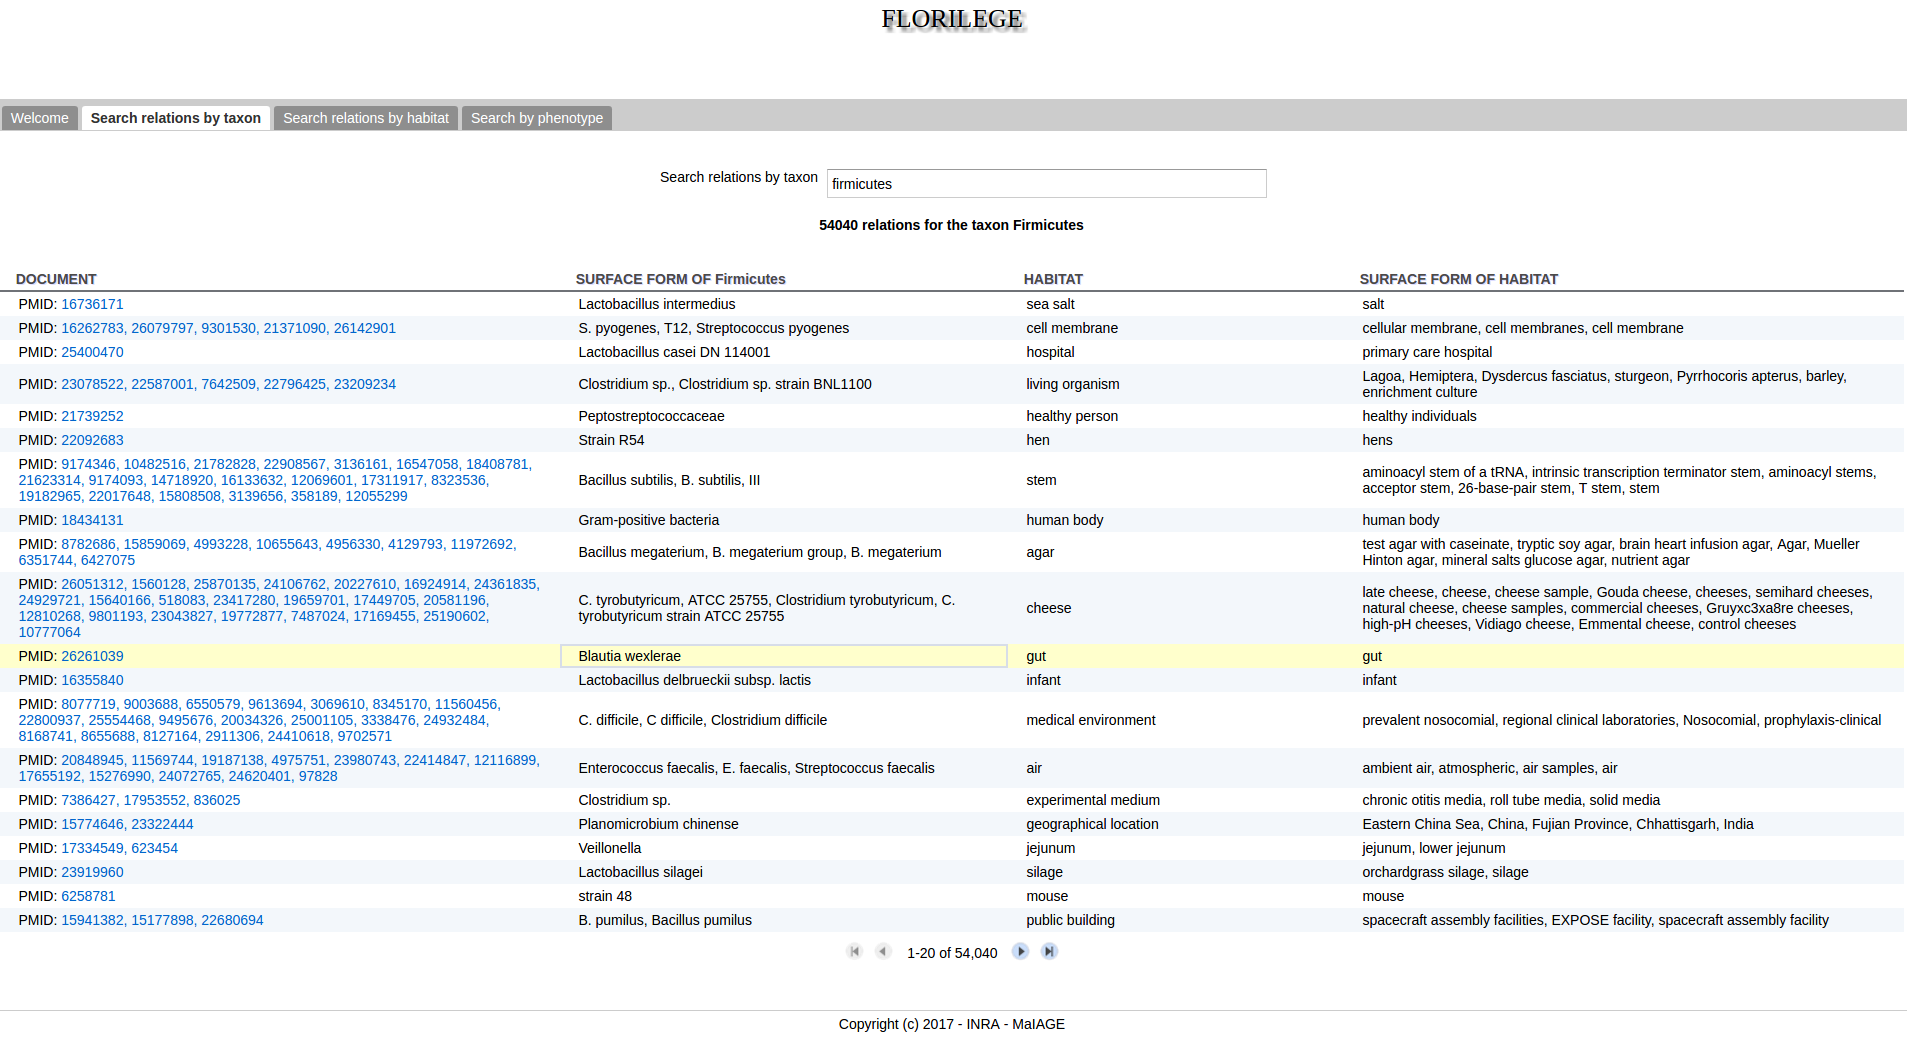 FLORILEGE
Welcome Search relations by taxon Search relations by habitat Search by phenotype
Search relations by taxon firmicutes
54040 relations for the taxon Firmicutes
DOCUMENT SURFACE FORM OF Firmicutes HABITAT SURFACE FORM OF HABITAT
PMID: 16736171 Lactobacillus intermedius sea salt salt
PMID: 16262783, 26079797, 9301530, 21371090, 26142901 S. pyogenes, T12, Streptococcus pyogenes cell membrane cellular membrane, cell membranes, cell membrane
PMID: 25400470 Lactobacillus casei DN 114001 hospital primary care hospital
PMID: 23078522, 22587001, 7642509, 22796425, 23209234 Clostridium sp., Clostridium sp. strain BNL1100 living organism Lagoa, Hemiptera, Dysdercus fasciatus, sturgeon, Pyrrhocoris apterus, barley,
enrichment culture
PMID: 21739252 Peptostreptococcaceae healthy person healthy individuals
PMID: 22092683 Strain R54 hen hens
PMID: 9174346, 10482516, 21782828, 22908567, 3136161, 16547058, 18408781,
21623314, 9174093, 14718920, 16133632, 12069601, 17311917, 8323536,
19182965, 22017648, 15808508, 3139656, 358189, 12055299
Bacillus subtilis, B. subtilis, III
stem
aminoacyl stem of a tRNA, intrinsic transcription terminator stem, aminoacyl stems,
acceptor stem, 26-base-pair stem, T stem, stem
PMID: 18434131 Gram-positive bacteria human body human body
PMID: 8782686, 15859069, 4993228, 10655643, 4956330, 4129793, 11972692,
6351744, 6427075
Bacillus megaterium, B. megaterium group, B. megaterium
agar
test agar with caseinate, tryptic soy agar, brain heart infusion agar, Agar, Mueller
Hinton agar, mineral salts glucose agar, nutrient agar
PMID: 26051312, 1560128, 25870135, 24106762, 20227610, 16924914, 24361835,
24929721, 15640166, 518083, 23417280, 19659701, 17449705, 20581196,
12810268, 9801193, 23043827, 19772877, 7487024, 17169455, 25190602,
10777064
C. tyrobutyricum, ATCC 25755, Clostridium tyrobutyricum, C.
tyrobutyricum strain ATCC 25755
cheese
late cheese, cheese, cheese sample, Gouda cheese, cheeses, semihard cheeses,
natural cheese, cheese samples, commercial cheeses, Gruyxc3xa8re cheeses,
high-pH cheeses, Vidiago cheese, Emmental cheese, control cheeses
PMID: 26261039 Blautia wexlerae gut gut
PMID: 16355840 Lactobacillus delbrueckii subsp. lactis infant infant
PMID: 8077719, 9003688, 6550579, 9613694, 3069610, 8345170, 11560456,
22800937, 25554468, 9495676, 20034326, 25001105, 3338476, 24932484,
8168741, 8655688, 8127164, 2911306, 24410618, 9702571
C. difficile, C difficile, Clostridium difficile
medical environment
prevalent nosocomial, regional clinical laboratories, Nosocomial, prophylaxis-clinical
PMID: 20848945, 11569744, 19187138, 4975751, 23980743, 22414847, 12116899,
17655192, 15276990, 24072765, 24620401, 97828
Enterococcus faecalis, E. faecalis, Streptococcus faecalis
air
ambient air, atmospheric, air samples, air
PMID: 7386427, 17953552, 836025 Clostridium sp. experimental medium chronic otitis media, roll tube media, solid media
PMID: 15774646, 23322444 Planomicrobium chinense geographical location Eastern China Sea, China, Fujian Province, Chhattisgarh, India
PMID: 17334549, 623454 Veillonella jejunum jejunum, lower jejunum
PMID: 23919960 Lactobacillus silagei silage orchardgrass silage, silage
PMID: 6258781 strain 48 mouse mouse
PMID: 15941382, 15177898, 22680694 B. pumilus, Bacillus pumilus public building spacecraft assembly facilities, EXPOSE facility, spacecraft assembly facility
1-20 of 54,040
Copyright (c) 2017 - INRA - MaIAGE